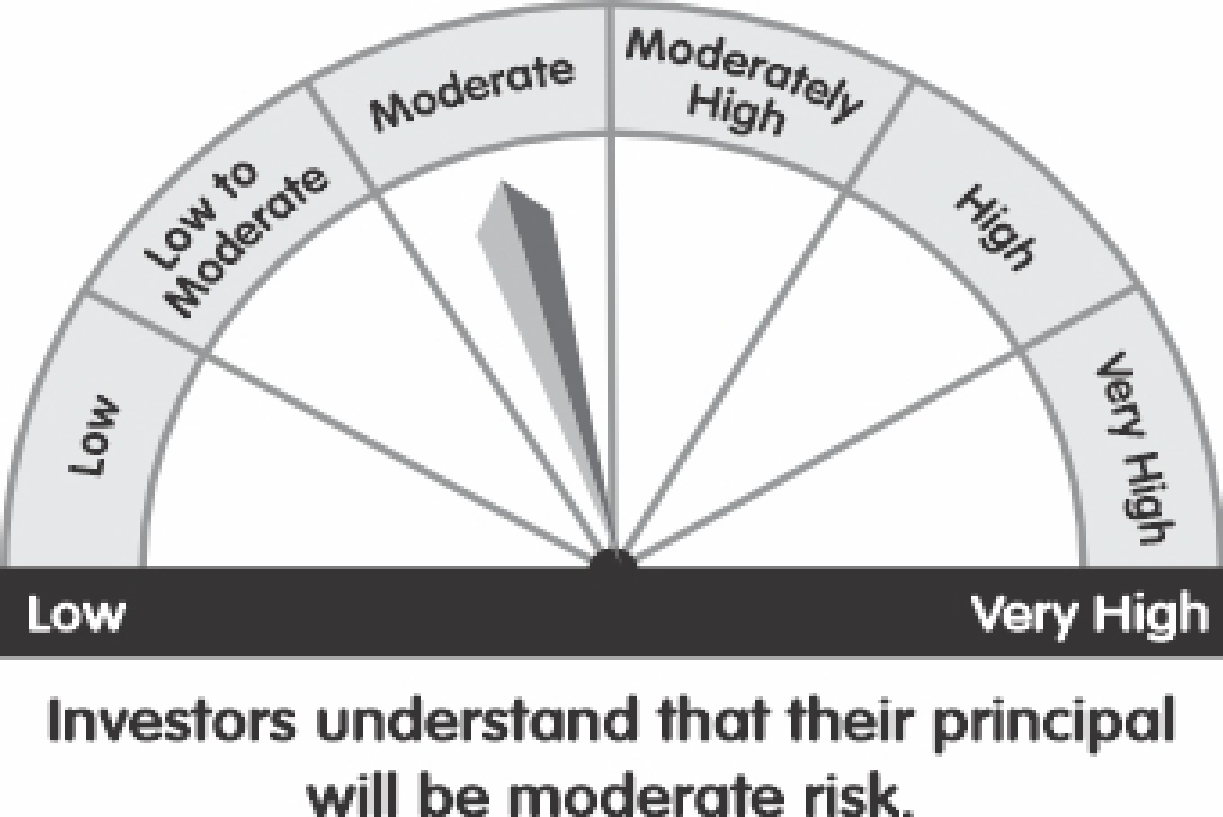 Moderate
Moderately
High
Low to
Moderate
High
Low
Very High
Low
Very High
Investors understand that their principal
will be moderate risk.